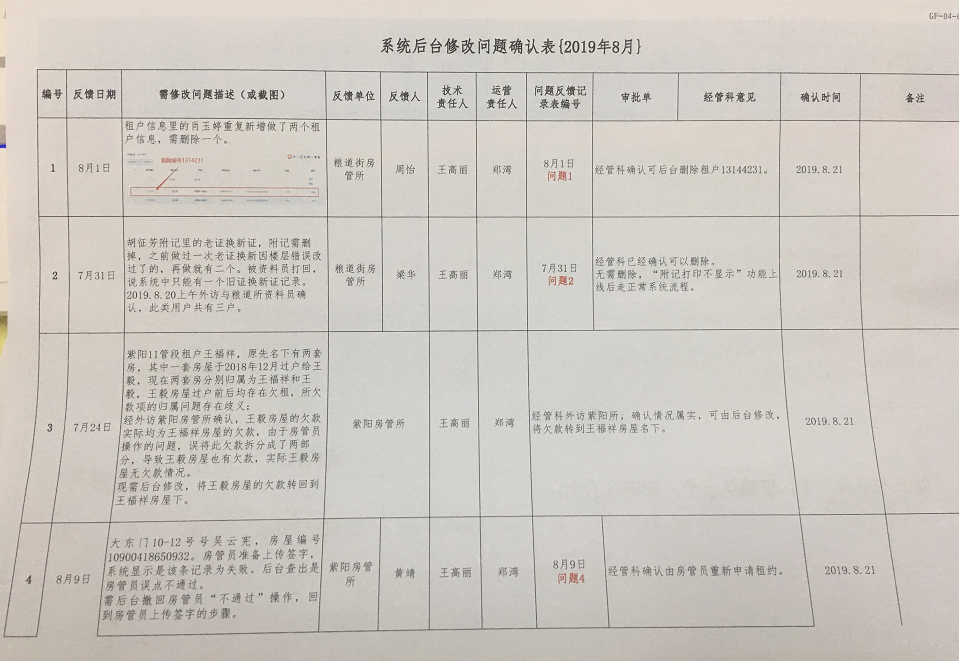 GF-04-
系统后台修改问题确认表{2019年8月}
编号 反馈日期 需修改问题描述（或截图） 反馈单位 反馈人 技术责任人 运营责任人 问题反馈记录表编号 审批单 经管科意见 确认时间 备注
1
8月1日
租户信息里的肖玉婷重复新增做了两个租
户信息，需删除一个。
删除编号13144231
粮道街房
管所
周怡
王高丽
郑湾
8月1日
问题1
经管科确认可后台删除租户13144231。
2019.8.21
2
7月31日
胡征芳附记里的老证换新证，附记需删
掉，之前做过一次老证换新因楼层错误改
过了的，再做就有二个。被资料员打回，
说系统中只能有一个旧证换新证记录。
2019.8.20上午外访与粮道所资料员确
认，此类用户共有三户。
粮道街房
管所
梁华
王高丽
郑湾
7月31日
问题2
经管科已经确认可以删除。
无需删除，“附记打印不显示”功能上
线后走正常系统流程。
2019.8.21
3
7月24日
紫阳11管段租户王福祥，原先名下有两套
房，其中一套房屋于2018年12月过户给王
毅，现在两套房分别归属为王福祥和王
毅，王毅房屋过户前后均存在欠租，所欠
款项的归属问题存在歧义；
经外访紫阳房管所确认，王毅房屋的欠款
实际均为王福祥房屋的欠款，由于房管员
操作的问题，误将此欠款拆分成了两部
分，导致王毅房屋也有欠款，实际王毅房
屋无欠款情况。
现需后台修改，将王毅房屋的欠款转回到
王福祥房屋下。
紫阳房管所
王高丽
郑湾
经管科外访紫阳所，确认情况属实，可由后台修改，
将欠款转到王福祥房屋名下。
2019.8.21
4
8月9日
大东门10-12号号吴云宪，房屋编号
10900418650932。房管员准备上传签字，
系统显示是该条记录为失败。后台查出是
房管员误点不通过。
需后台撤回房管员“不通过”操作，回
到房管员上传签字的步骤。
紫阳房管
所
黄靖
王高丽
郑湾
8月9日
问题4
经管科确认由房管员重新申请租约。
2019.8.21